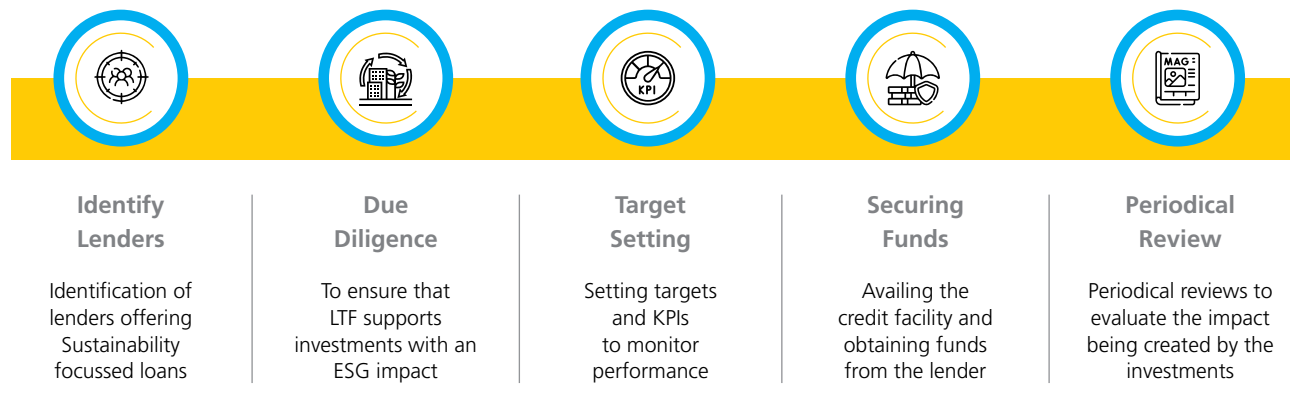 KPI
MAG
Identify
Lenders
Identification of
lenders offering
Sustainability
focussed loans
Due
Diligence
To ensure that
LTF supports
investments with an
ESG impact
Target
Setting
Setting targets
and KPIs
to monitor
performance
Securing
Funds
Availing the
credit facility and
obtaining funds
from the lender
Periodical
Review
Periodical reviews to
evaluate the impact
being created by the
investments